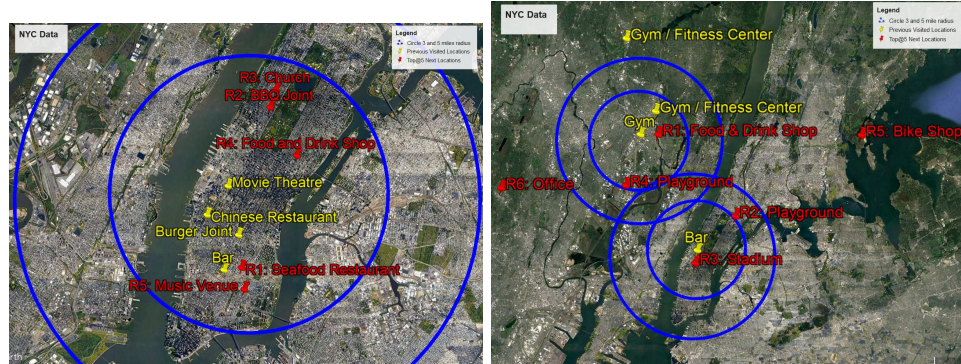 NYC Data
Legend
Circle 3 and 5 miles radius
Previous Visited Locations
Top@5 Next Locations
R3: Church
R2: BBQ Joint
R4: Food and Drink Shop
Movie Theatre
Chinese Restaurant
Burger Joint
Bar
R1: Seafood Restaurant
R5: Music Venue
arth
NYC Data
Legend
Circle 3 and 5 mile radius
Previous Visited Locations
Top@5 Next Locations
Gym / Fitness Center
Gym / Fitness Center
Gym
R1: Food & Drink Shop
R5: Bike Shop
R6: Office
R4: Playground
R2: Playground
Bar
R3: Stadium